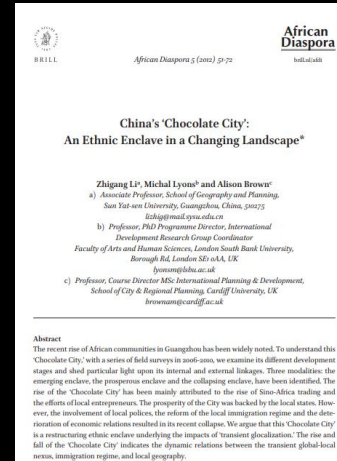 African
Diaspora
BRILL
African Diaspora 5 (2012) 51-72
brill.nl/afdi
China's 'Chocolate City':
An Ethnic Enclave in a Changing Landscape*
Zhigang Liᵃ, Michal Lyonsᵇ and Alison Brownᶜ
a) Associate Professor, School of Geography and Planning,
Sun Yat-sen University, Guangzhou, China, 510275
lizhig@mail.sysu.edu.cn
b) Professor, PhD Programme Director, International
Development Research Group Coordinator
Faculty of Arts and Human Sciences, London South Bank University,
Borough Rd, London SE1 0AA, UK
lyonsm@lsbu.ac.uk
c) Professor, Course Director MSc International Planning & Development,
School of City & Regional Planning, Cardiff University, UK
brownam@cardiff.ac.uk
Abstract
The recent rise of African communities in Guangzhou has been widely noted. To understand this
'Chocolate City,' with a series of field surveys in 2006-2010, we examine its different development
stages and shed particular light upon its internal and external linkages. Three modalities: the
emerging enclave, the prosperous enclave and the collapsing enclave, have been identified. The
rise of the 'Chocolate City' has been mainly attributed to the rise of Sino-Africa trading and
the efforts of local entrepreneurs. The prosperity of the City was backed by the local states. How-
ever, the involvement of local polices, the reform of the local immigration regime and the dete-
rioration of economic relations resulted in its recent collapse. We argue that this 'Chocolate City'
is a restructuring ethnic enclave underlying the impacts of 'transient glocalization.' The rise and
fall of the 'Chocolate City' indicates the dynamic relations between the transient global-local
nexus, immigration regime, and local geography.